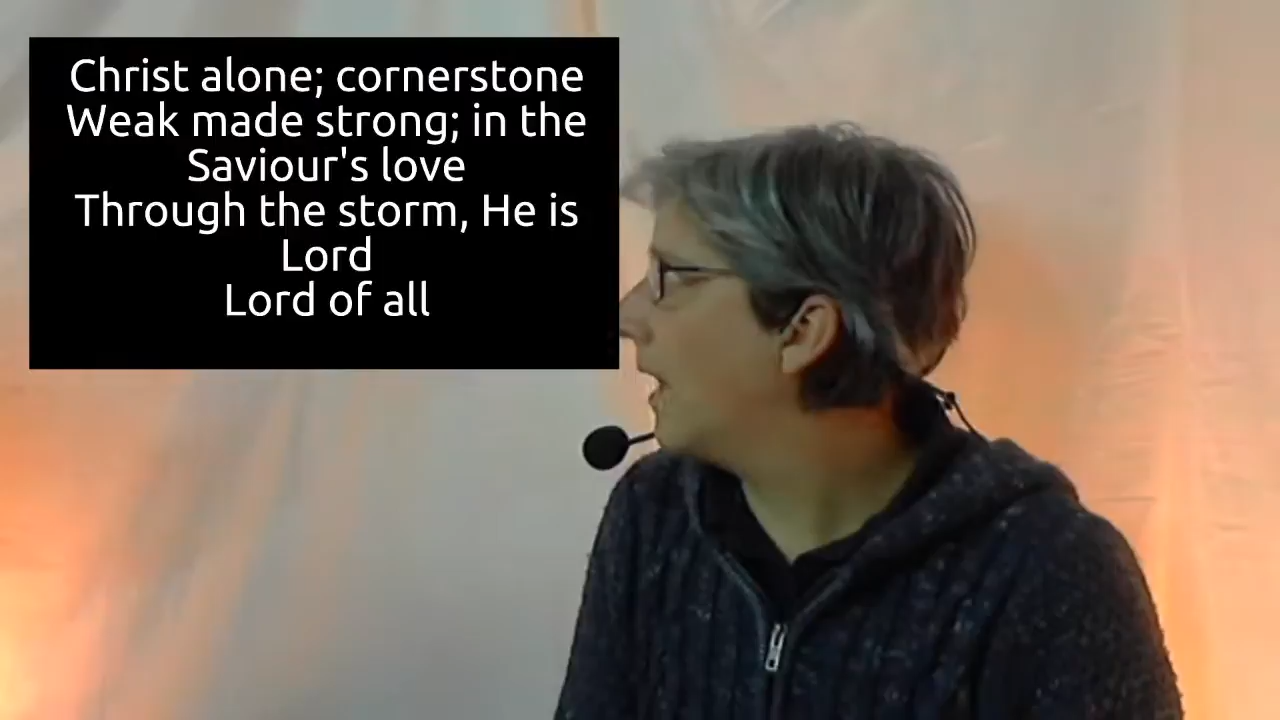 Christ alone; cornerstone
Weak made strong; in the
Saviour's love
Through the storm, He is
Lord
Lord of all